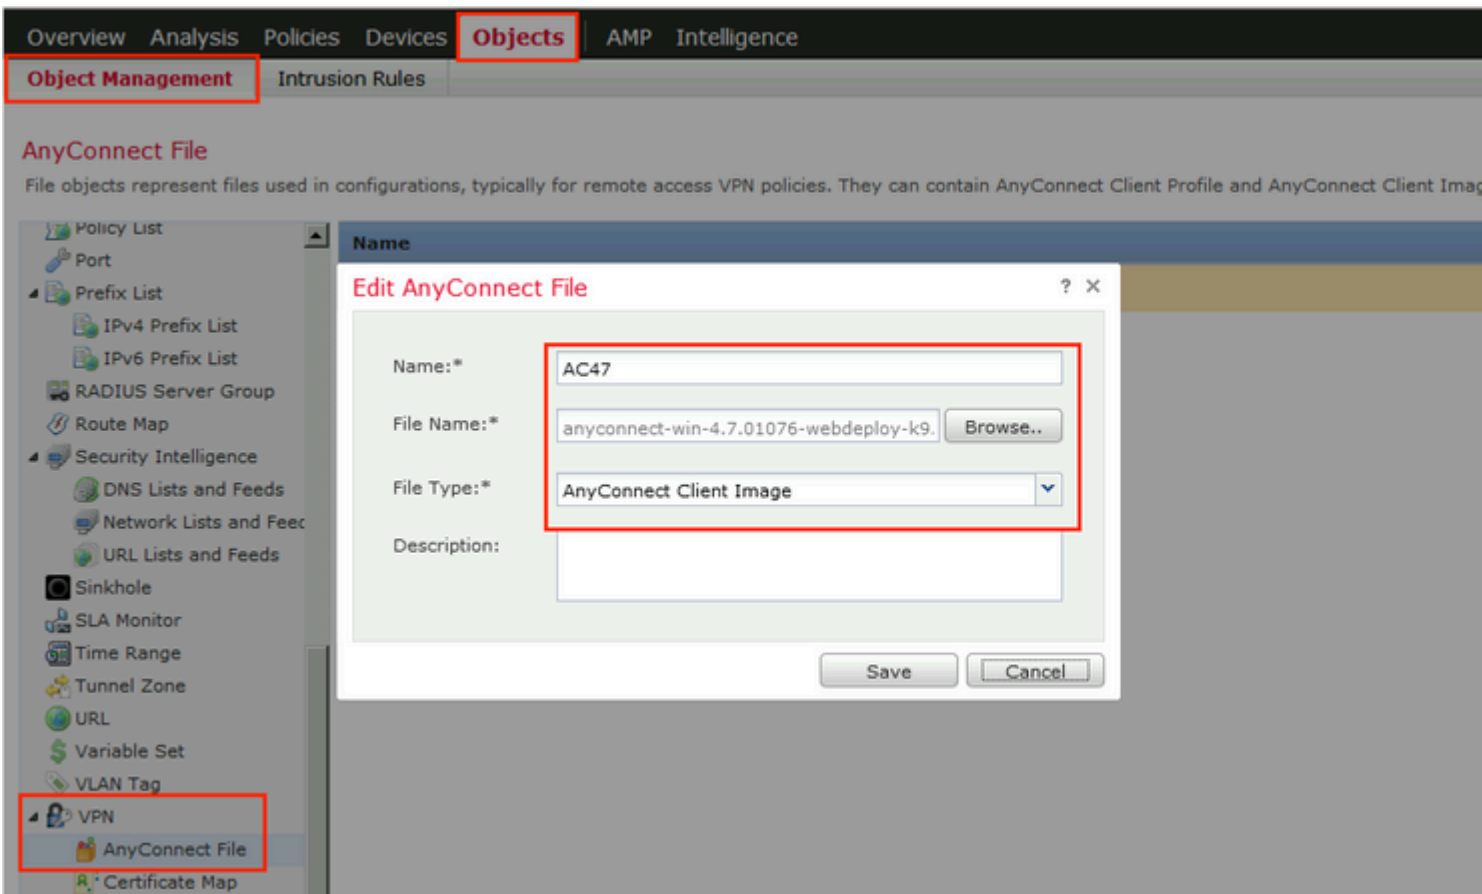 Overview Analysis Policies Devices Objects AMP Intelligence
Object Management Intrusion Rules
AnyConnect File
File objects represent files used in configurations, typically for remote access VPN policies. They can contain AnyConnect Client Profile and AnyConnect Client Imag
Policy List
Port
Prefix List
IPv4 Prefix List
IPv6 Prefix List
RADIUS Server Group
Route Map
Security Intelligence
DNS Lists and Feeds
Network Lists and Feed
URL Lists and Feeds
Sinkhole
SLA Monitor
Time Range
Tunnel Zone
URL
Variable Set
VLAN Tag
VPN
AnyConnect File
Certificate Map
Name
Edit AnyConnect File ? ×
Name:* AC47
File Name:* anyconnect-win-4.7.01076-webdeploy-k9. Browse..
File Type:* AnyConnect Client Image
Description:
Save Cancel